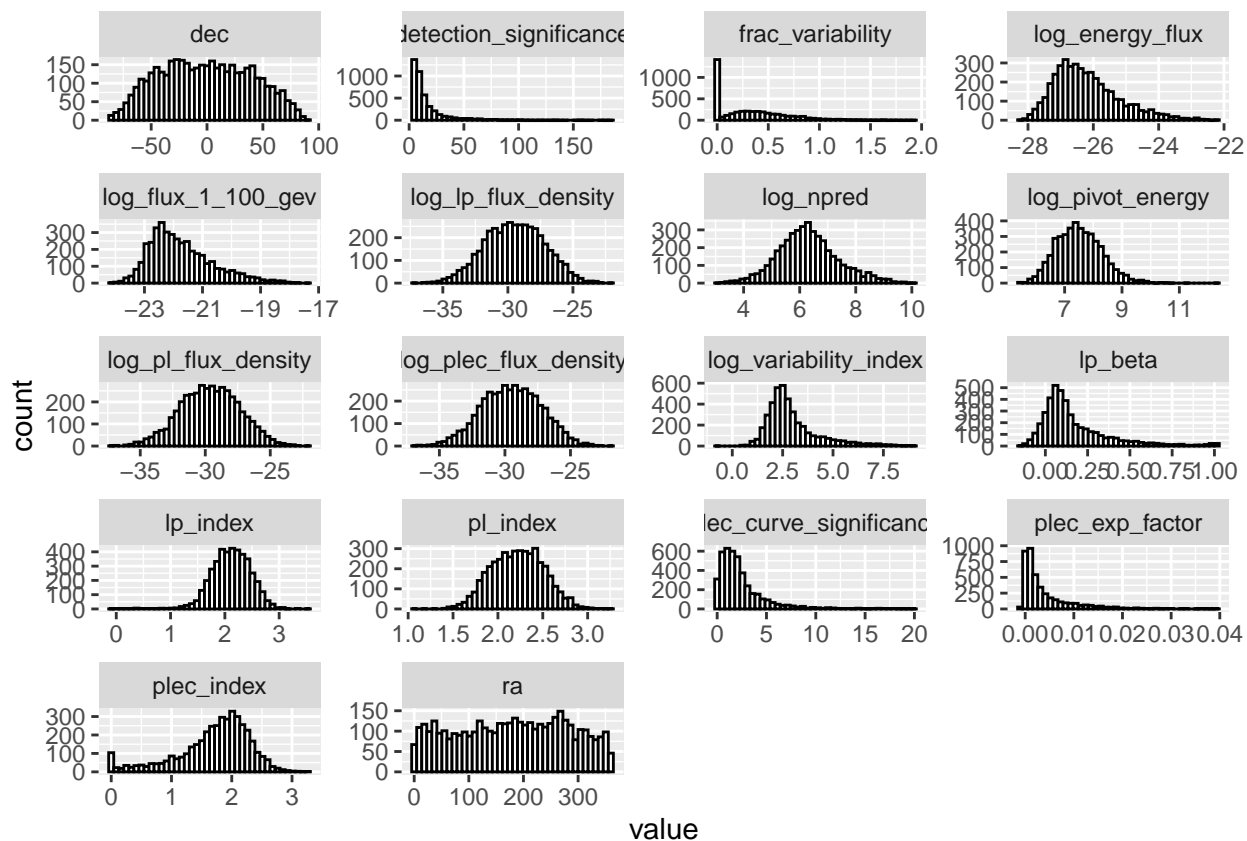 dec detection_significance frac_variability log_energy_flux
150 100 50 0 1000 500 0 1000 500 0 300 200 100 0
−50 0 50 100 0 50 100 150 0.0 0.5 1.0 1.5 2.0 −28 −26 −24 −22
log_flux_1_100_gev log_lp_flux_density log_npred log_pivot_energy
300 200 100 0 200 100 0 300 200 100 0 400 300 200 100 0
−23 −21 −19 −17 −35 −30 −25 4 6 8 10 7 9 11
log_pl_flux_density log_plec_flux_density log_variability_index lp_beta
200 100 0 200 100 0 600 400 200 0 500 400 300 200 100 0
−35 −30 −25 −35 −30 −25 0.0 2.5 5.0 7.5 0.00 0.25 0.50 0.75 1.00
lp_index pl_index lec_curve_significanc plec_exp_factor
400 300 200 100 0 300 200 100 0 600 400 200 0 1000 750 500 250 0
0 1 2 3 1.0 1.5 2.0 2.5 3.0 0 5 10 15 20 0.00 0.01 0.02 0.03 0.04
plec_index ra
300 200 100 0 150 100 50 0
0 1 2 3 0 100 200 300
count
value